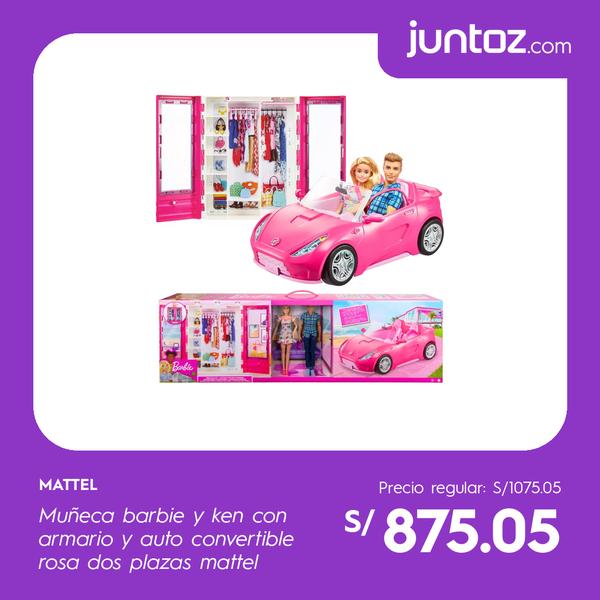 juntoz.com
Barbie
MATTEL
Muñeca barbie y ken con
armario y auto convertible
rosa dos plazas mattel
Precio regular: S/1075.05
S/ 875.05